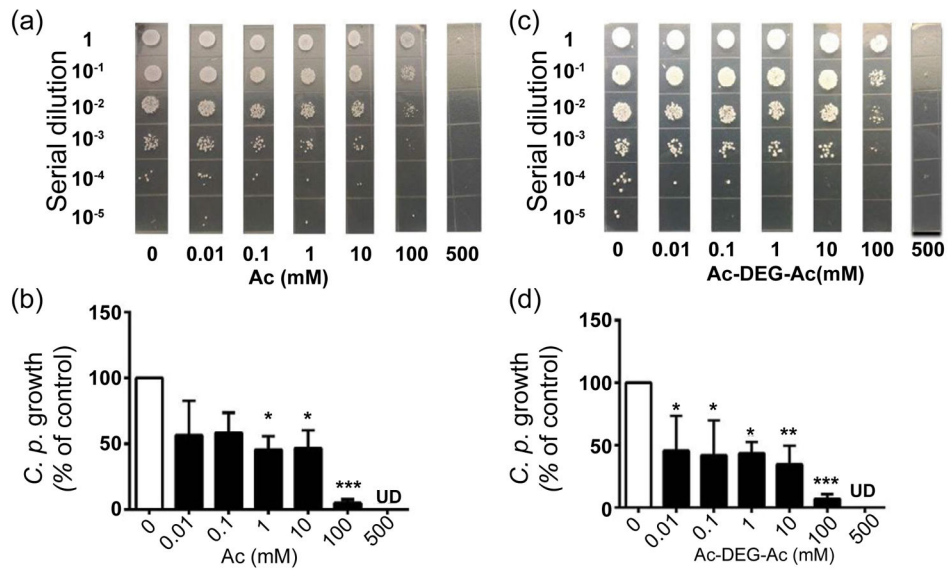 (a)
Serial dilution
1
10⁻¹
10⁻²
10⁻³
10⁻⁴
10⁻⁵
0 0.01 0.1 1 10 100 500
Ac (mM)
(c)
Serial dilution
1
10⁻¹
10⁻²
10⁻³
10⁻⁴
10⁻⁵
0 0.01 0.1 1 10 100 500
Ac-DEG-Ac(mM)
(b)
C. p. growth
(% of control)
150
100
50
0
* * *** UD
0 0.01 0.1 1 10 100 500
Ac (mM)
(d)
C. p. growth
(% of control)
150
100
50
0
* * * ** *** UD
0 0.01 0.1 1 10 100 500
Ac-DEG-Ac (mM)